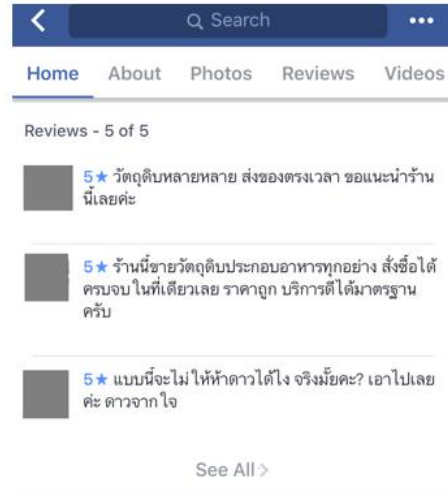 Search
Home About Photos Reviews Videos
Reviews - 5 of 5
5★ วัตถุดิบหลายหลาย ส่งของตรงเวลา ขอแนะนำร้าน
นี้เลยค่ะ
5★ ร้านนี้ขายวัตถุดิบประกอบอาหารทุกอย่าง สั่งซื้อได้
ครบจบ ในที่เดียวเลย ราคาถูก บริการดีได้มาตรฐาน
ครับ
5★ แบบนี้จะไม่ ให้ห้าดาวได้ไง จริงมั้ยคะ? เอาไปเลย
ค่ะ ดาวจาก ใจ
See All >